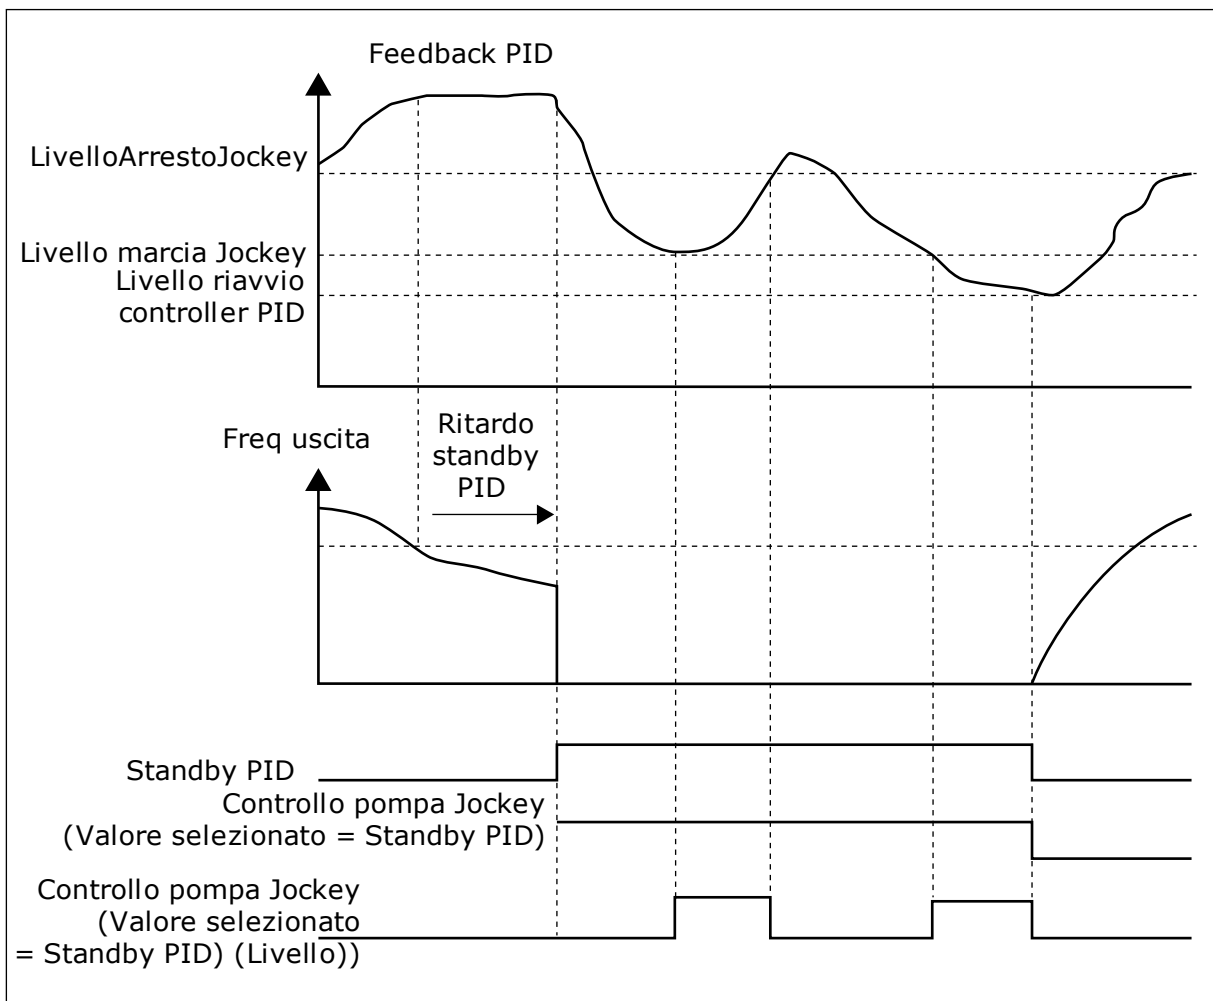 Feedback PID
LivelloArrestoJockey
Livello marcia Jockey
Livello riavvio
controller PID
Freq uscita
Ritardo
standby
PID
Standby PID
Controllo pompa Jockey
(Valore selezionato = Standby PID)
Controllo pompa Jockey
(Valore selezionato
= Standby PID) (Livello))